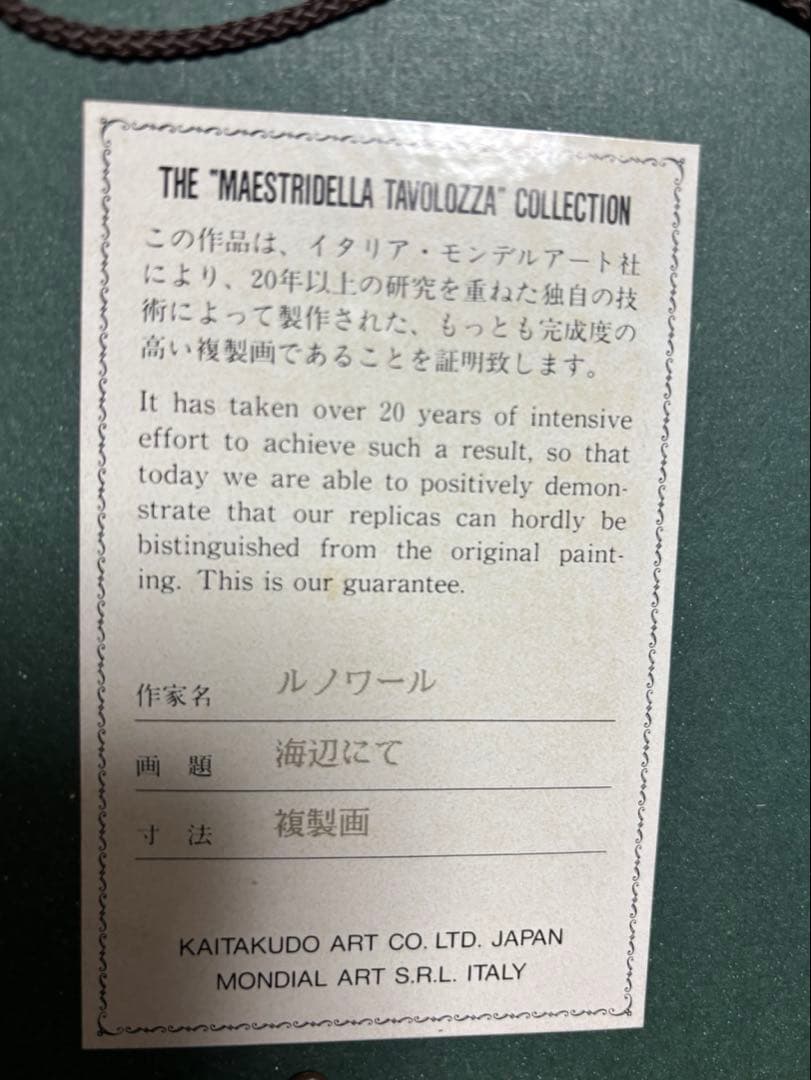 THE "MAESTRIDELLA TAVOLOZZA" COLLECTION
この作品は、イタリア・モンデルアート社
により、20年以上の研究を重ねた独自の技
術によって製作された、もっとも完成度の
高い複製画であることを証明致します。
It has taken over 20 years of intensive
effort to achieve such a result, so that
today we are able to positively demon-
strate that our replicas can hordly be
bistinguished from the original paint-
ing. This is our guarantee.
作家名 ルノワール
画 題 海辺にて
寸 法 複製画
KAITAKUDO ART CO. LTD. JAPAN
MONDIAL ART S.R.L. ITALY